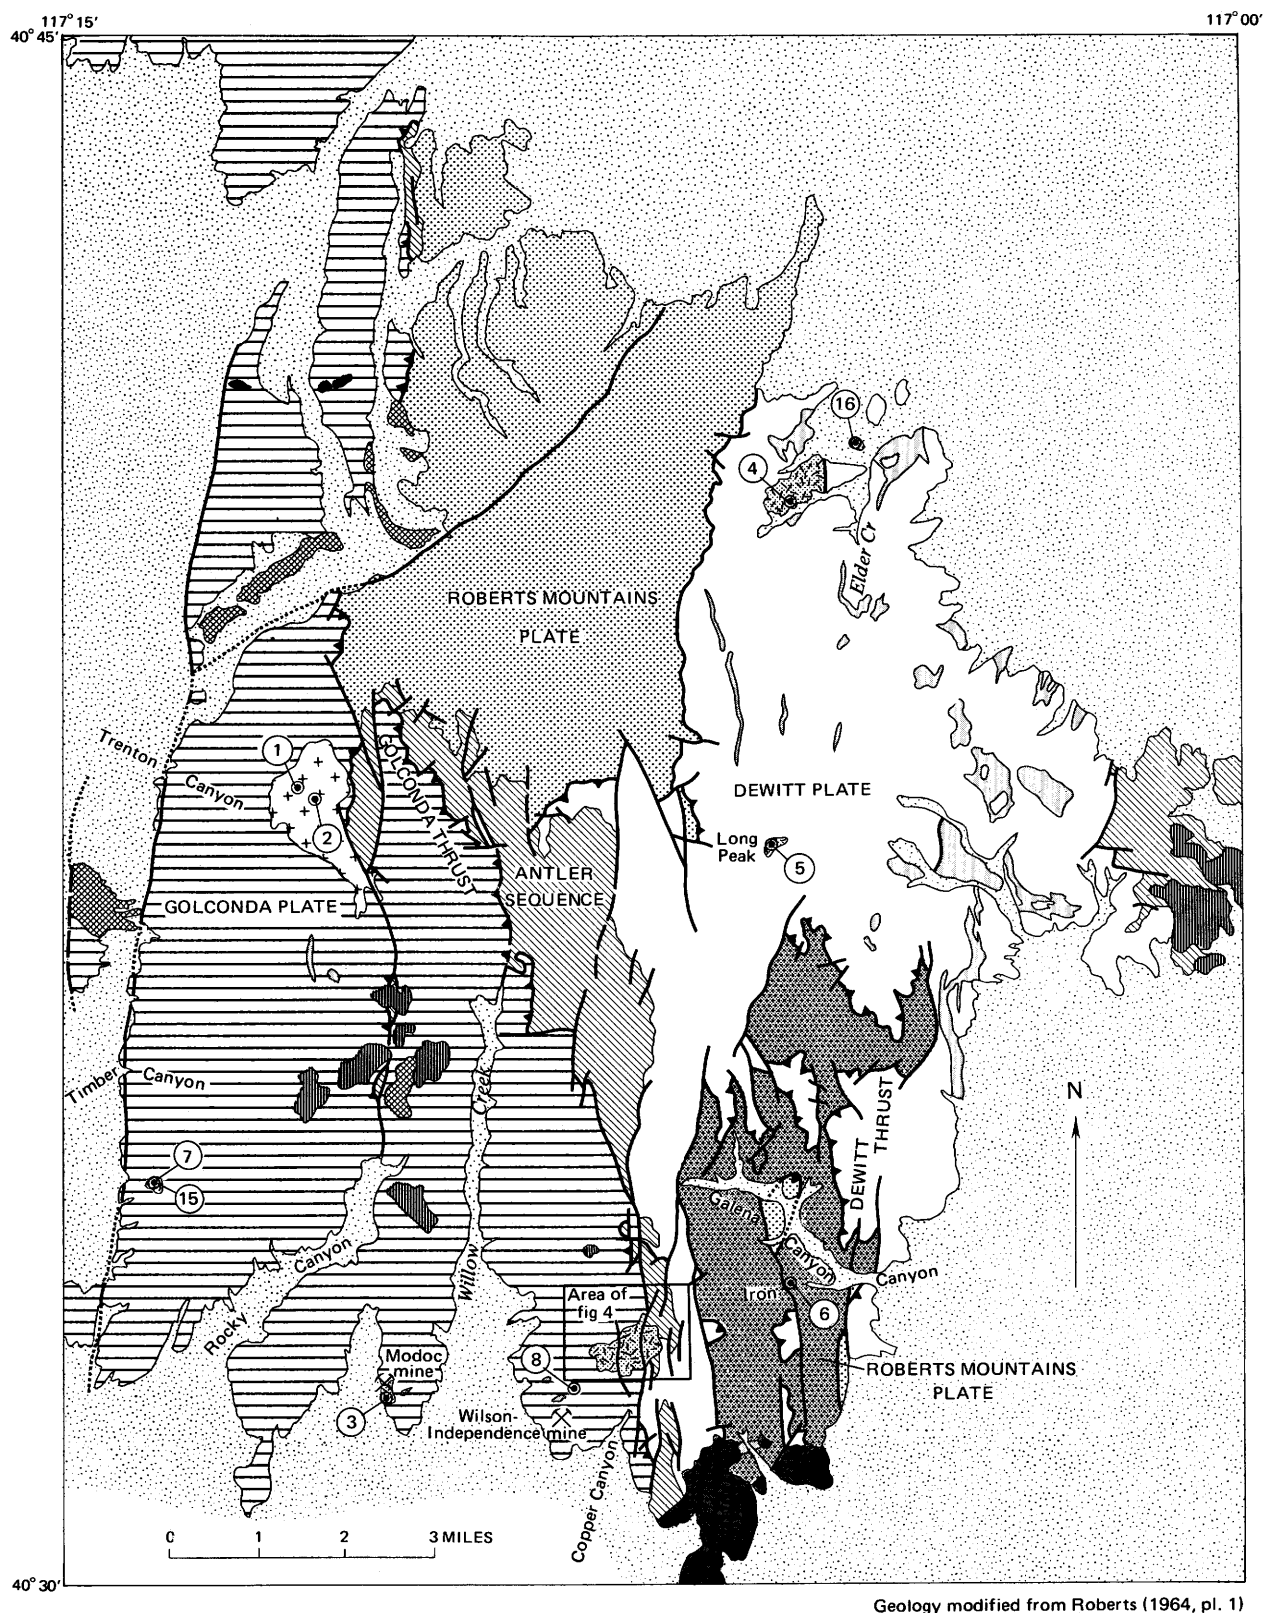 117°15′
117°00′
40°45′
16
4
Elder Cr
ROBERTS MOUNTAINS
PLATE
Trenton
Canyon
1
2
GOLCONDA THRUST
DEWITT PLATE
Long
Peak
5
ANTLER
SEQUENCE
GOLCONDA PLATE
Timber Canyon
Creek
Willow
N
DEWITT
THRUST
7
15
Galena
Canyon
Canyon
Iron
Canyon
6
Rocky
Area of
fig 4
Modoc
mine
8
3
Wilson-
Independence mine
ROBERTS MOUNTAINS
PLATE
Copper Canyon
0 1 2 3 MILES
40°30′
Geology modified from Roberts (1964, pl. 1)